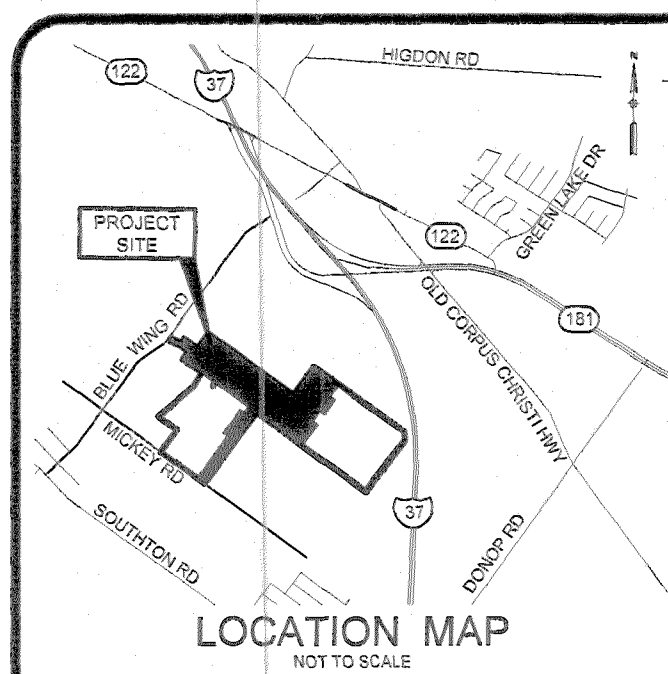 HIGDON RD
122
37
N
GREEN LAKE DR
PROJECT
SITE
122
181
OLD CORPUS CHRISTI HWY
BLUE WING RD
MICKEY RD
37
DONOP RD
SOUTHTON RD
LOCATION MAP
NOT TO SCALE